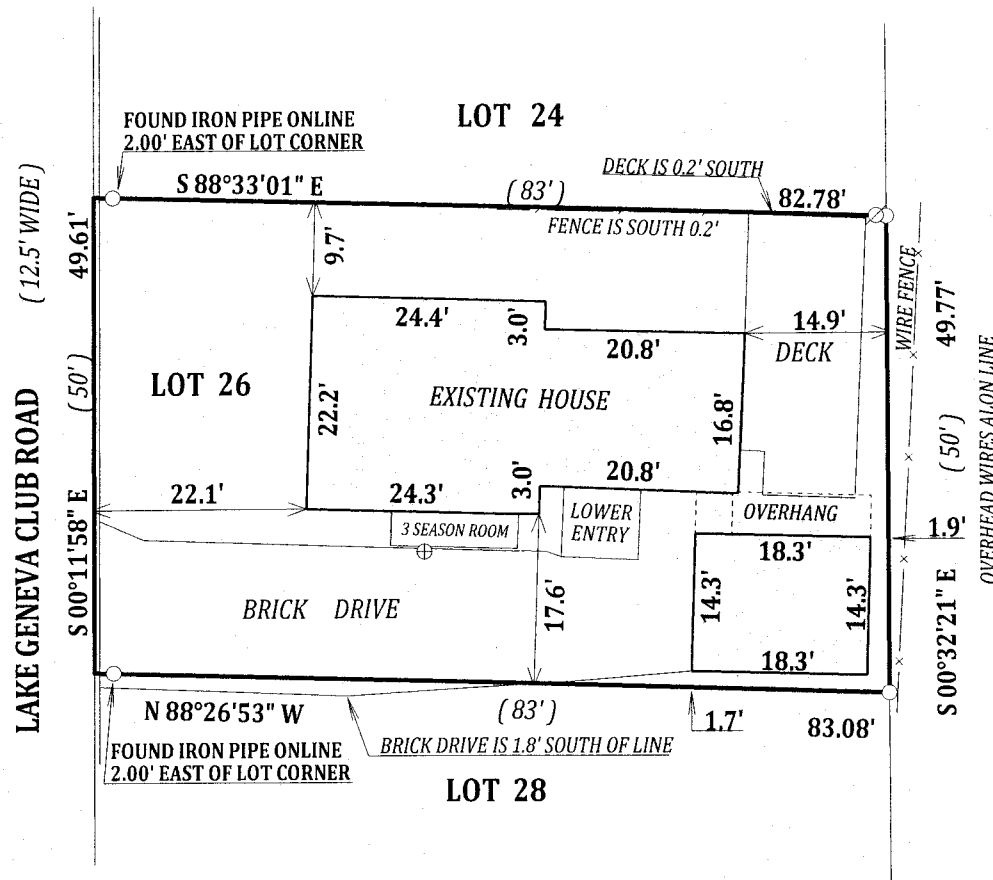 LOT 24
FOUND IRON PIPE ONLINE
2.00' EAST OF LOT CORNER
DECK IS 0.2' SOUTH
S 88°33'01" E
(83')
82.78'
FENCE IS SOUTH 0.2'
(12.5' WIDE)
49.61'
9.7'
WIRE FENCE
49.77'
24.4'
3.0'
20.8'
14.9'
DECK
OVERHEAD WIRES ALON LINE
LOT 26
(50')
22.2'
EXISTING HOUSE
16.8'
(50')
LAKE GENEVA CLUB ROAD
S 00°11'58" E
22.1'
24.3'
3.0'
20.8'
3 SEASON ROOM
LOWER
ENTRY
OVERHANG
1.9'
18.3'
BRICK DRIVE
17.6'
14.3'
14.3'
18.3'
S 00°32'21" E
N 88°26'53" W
(83')
1.7'
83.08'
BRICK DRIVE IS 1.8' SOUTH OF LINE
FOUND IRON PIPE ONLINE
2.00' EAST OF LOT CORNER
LOT 28